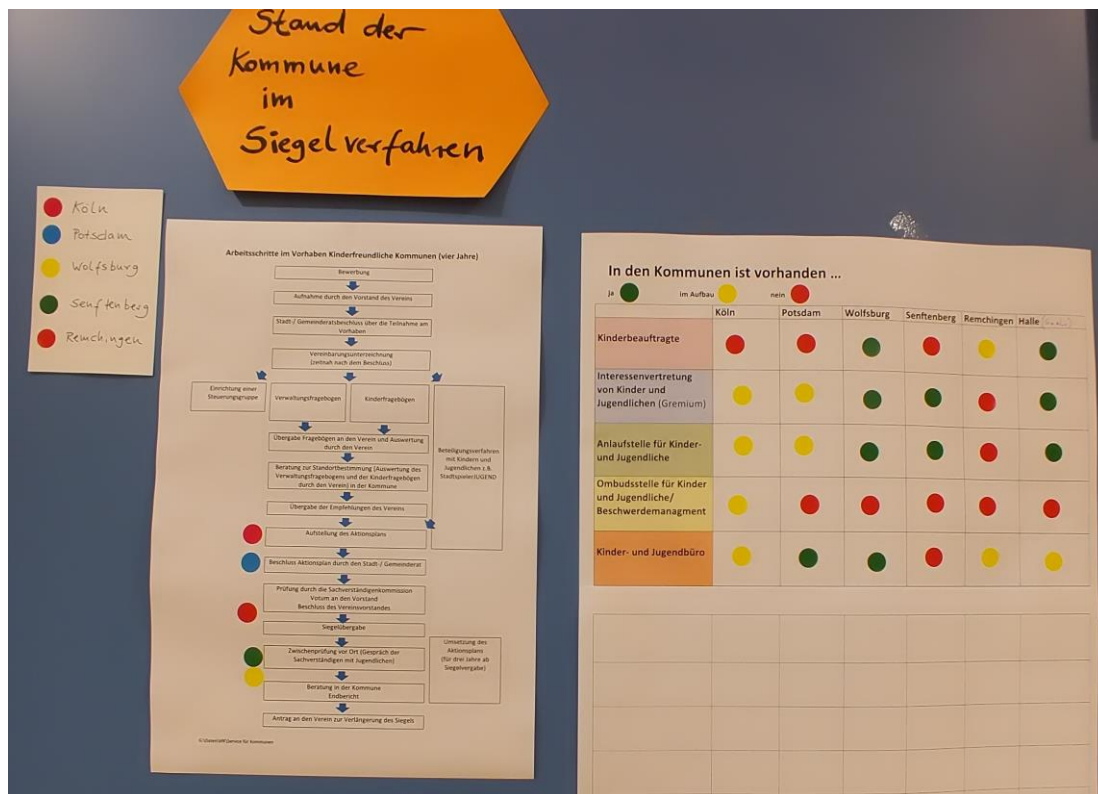 Stand der
Kommune
im
Siegelverfahren
Köln
Potsdam
Wolfsburg
Senftenberg
Remchingen
Arbeitsschritte im Vorhaben Kinderfreundliche Kommunen (vier Jahre)
Bewerbung
Aufnahme durch den Vorstand des Vereins
Stadt-/ Gemeinderatsbeschluss über die Teilnahme am
Vorhaben
Vereinbarungsunterzeichnung
(zeitnah nach dem Beschluss)
Einrichtung einer
Steuerungsgruppe
Verwaltungsfragebögen
Kinderfragebögen
Übergabe Fragebögen an den Verein und Auswertung
durch den Verein
Beratung zur Standortbestimmung (Auswertung des
Verwaltungsfragebogens und der Kinderfragebögen
durch den Verein) in der Kommune
Beteiligungsverfahren
mit Kindern und
Jugendlichen z.B.
Stadtspieler JUGEND
Übergabe der Empfehlungen des Vereins
Aufstellung des Aktionsplans
Beschluss Aktionsplan durch den Stadt-/ Gemeinderat
Prüfung durch die Sachverständigenkommission
Votum an den Vorstand
Beschluss des Vereinsvorstandes
Siegelübergabe
Zwischenprüfung vor Ort (Gespräch der
Sachverständigen mit Jugendlichen)
Umsetzung des
Aktionsplans
(für drei Jahre ab
Siegelvergabe)
Beratung in der Kommune
Endbericht
Antrag an den Verein zur Verlängerung des Siegels
In den Kommunen ist vorhanden ...
Ja im Aufbau nein
Köln Potsdam Wolfsburg Senftenberg Remchingen Halle
Kinderbeauftragte
Interessenvertretung
von Kinder und
Jugendlichen (Gremium)
Anlaufstelle für Kinder-
und Jugendliche
Ombudsstelle für Kinder
und Jugendliche/
Beschwerdemanagment
Kinder- und Jugendbüro